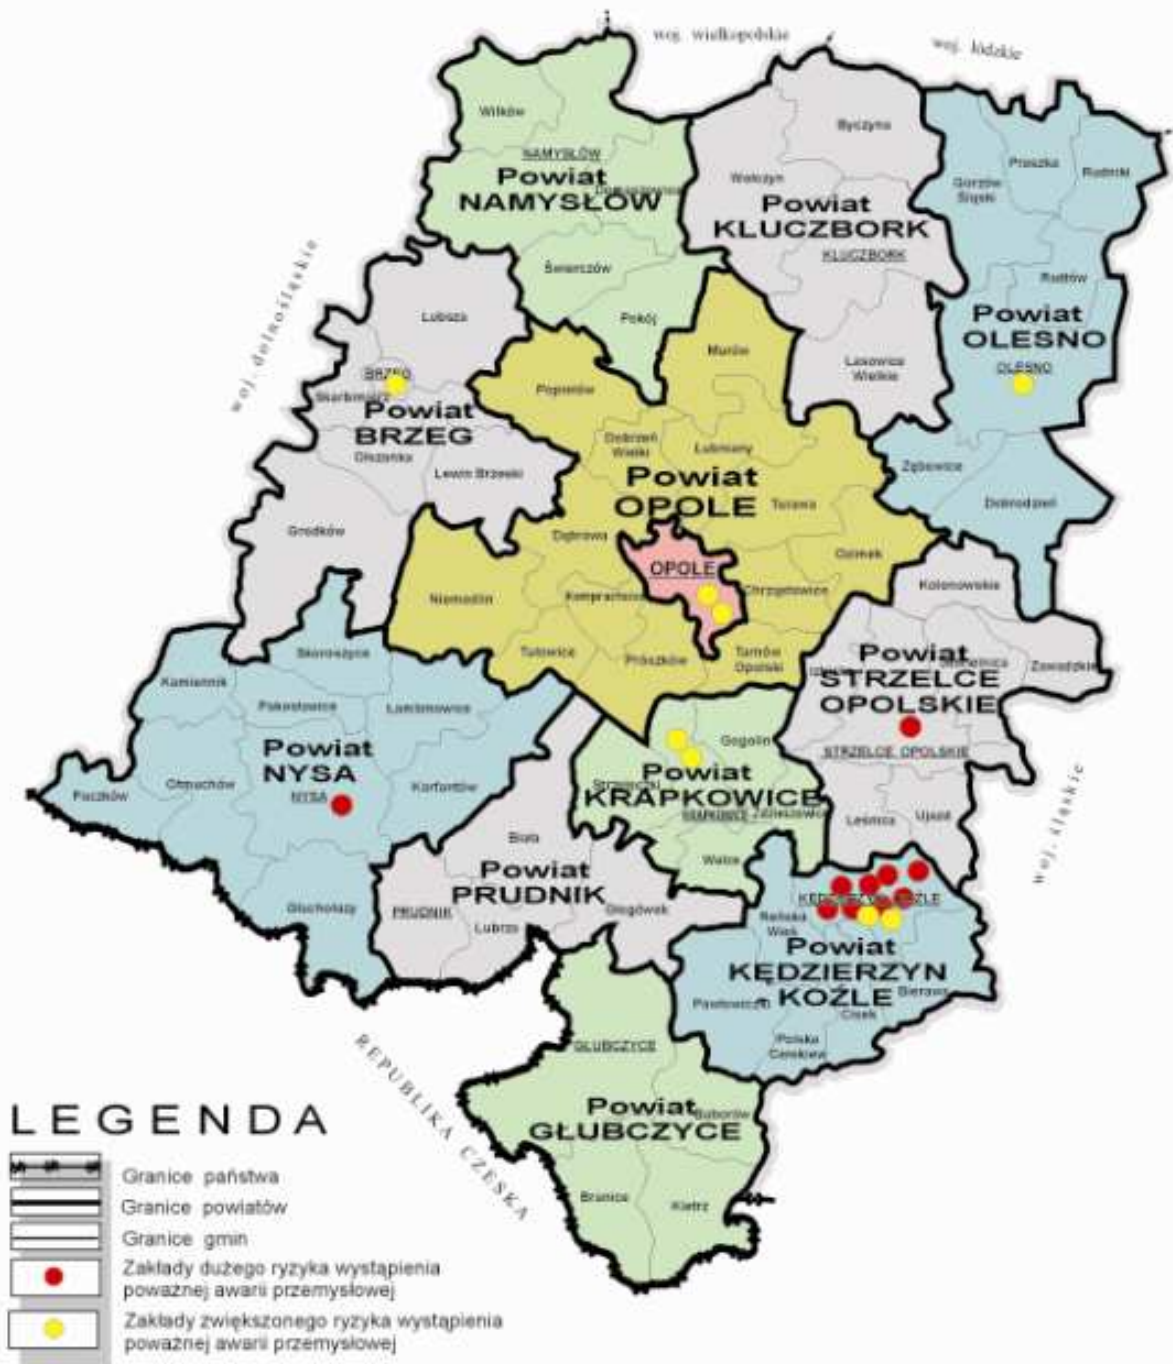 woj. wielkopolskie
woj. łódzkie
Wilków
Byczyna
NAMYSŁÓW
Praszka
Rudniki
Powiat
NAMYSŁÓW
Wołczyn
Gorzów
Śląski
Powiat
KLUCZBORK
KLUCZBORK
Świerczów
Radłów
woj. dolnośląskie
Lubsza
Pokój
Powiat
OLESNO
OLESNO
Murów
Lasowice
Wielkie
BRZEG
Popielów
Powiat
BRZEG
Olszanka
Lewin Brzeski
Dobrzeń
Wielki
Łubniany
Zębowice
Powiat
OPOLE
Turawa
Dobrodzień
Grodków
Dąbrowa
Ozimek
OPOLE
Kolonowskie
Niemodlin
Chrząstowice
Skoroszyce
Tułowice
Prószków
Tarnów
Opolski
Powiat
STRZELCE
OPOLSKIE
Zawadzkie
STRZELCE OPOLSKIE
Kamiennik
Pakosławice
Łambinowice
Powiat
NYSA
NYSA
Gogolin
Powiat
KRAPKOWICE
Paczków
Otmuchów
Korfantów
Leśnica
Ujazd
woj. śląskie
Biała
Walce
Powiat
PRUDNIK
PRUDNIK
Głuchołazy
Lubrza
Głogówek
Reńska
Wieś
Powiat
KĘDZIERZYN
KOŹLE
Bierawa
Cisek
Polska
Cerekiew
REPUBLIKA CZESKA
GŁUBCZYCE
Powiat
GŁUBCZYCE
Baborów
Branice
Kietrz
LEGENDA
Granice państwa
Granice powiatów
Granice gmin
Zakłady dużego ryzyka wystąpienia
poważnej awarii przemysłowej
Zakłady zwiększonego ryzyka wystąpienia
poważnej awarii przemysłowej